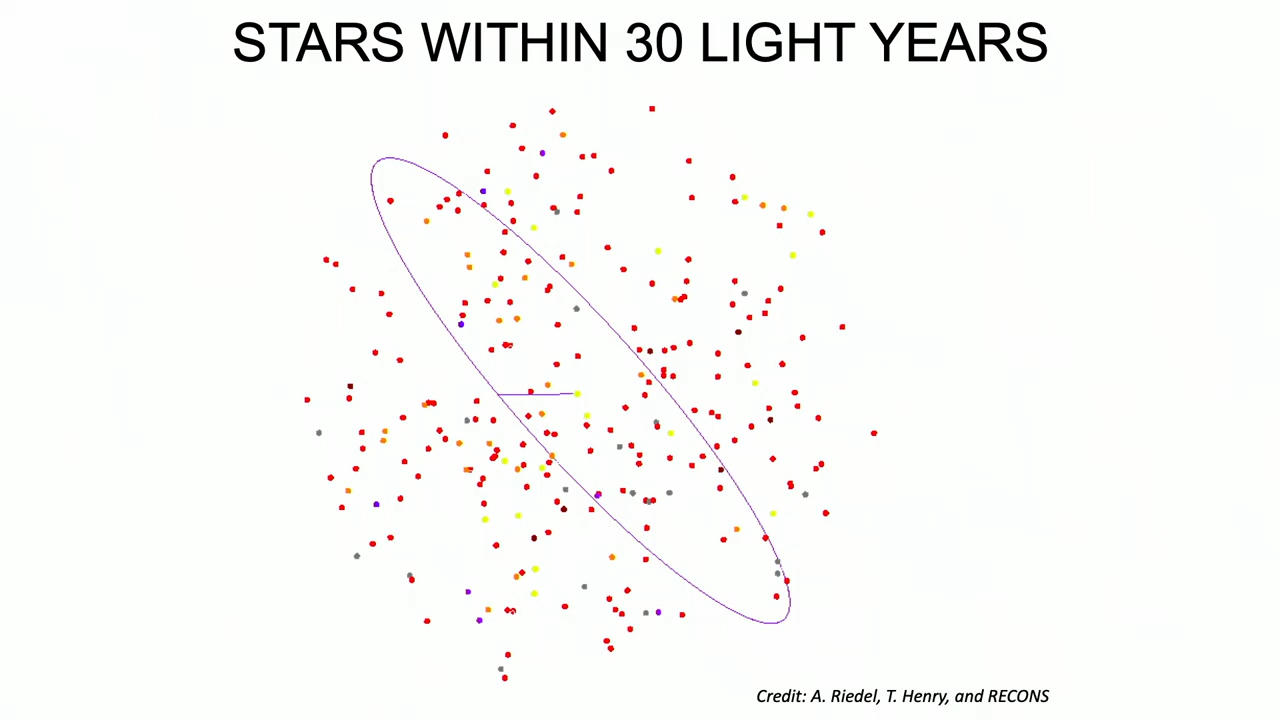 STARS WITHIN 30 LIGHT YEARS
Credit: A. Riedel, T. Henry, and RECONS